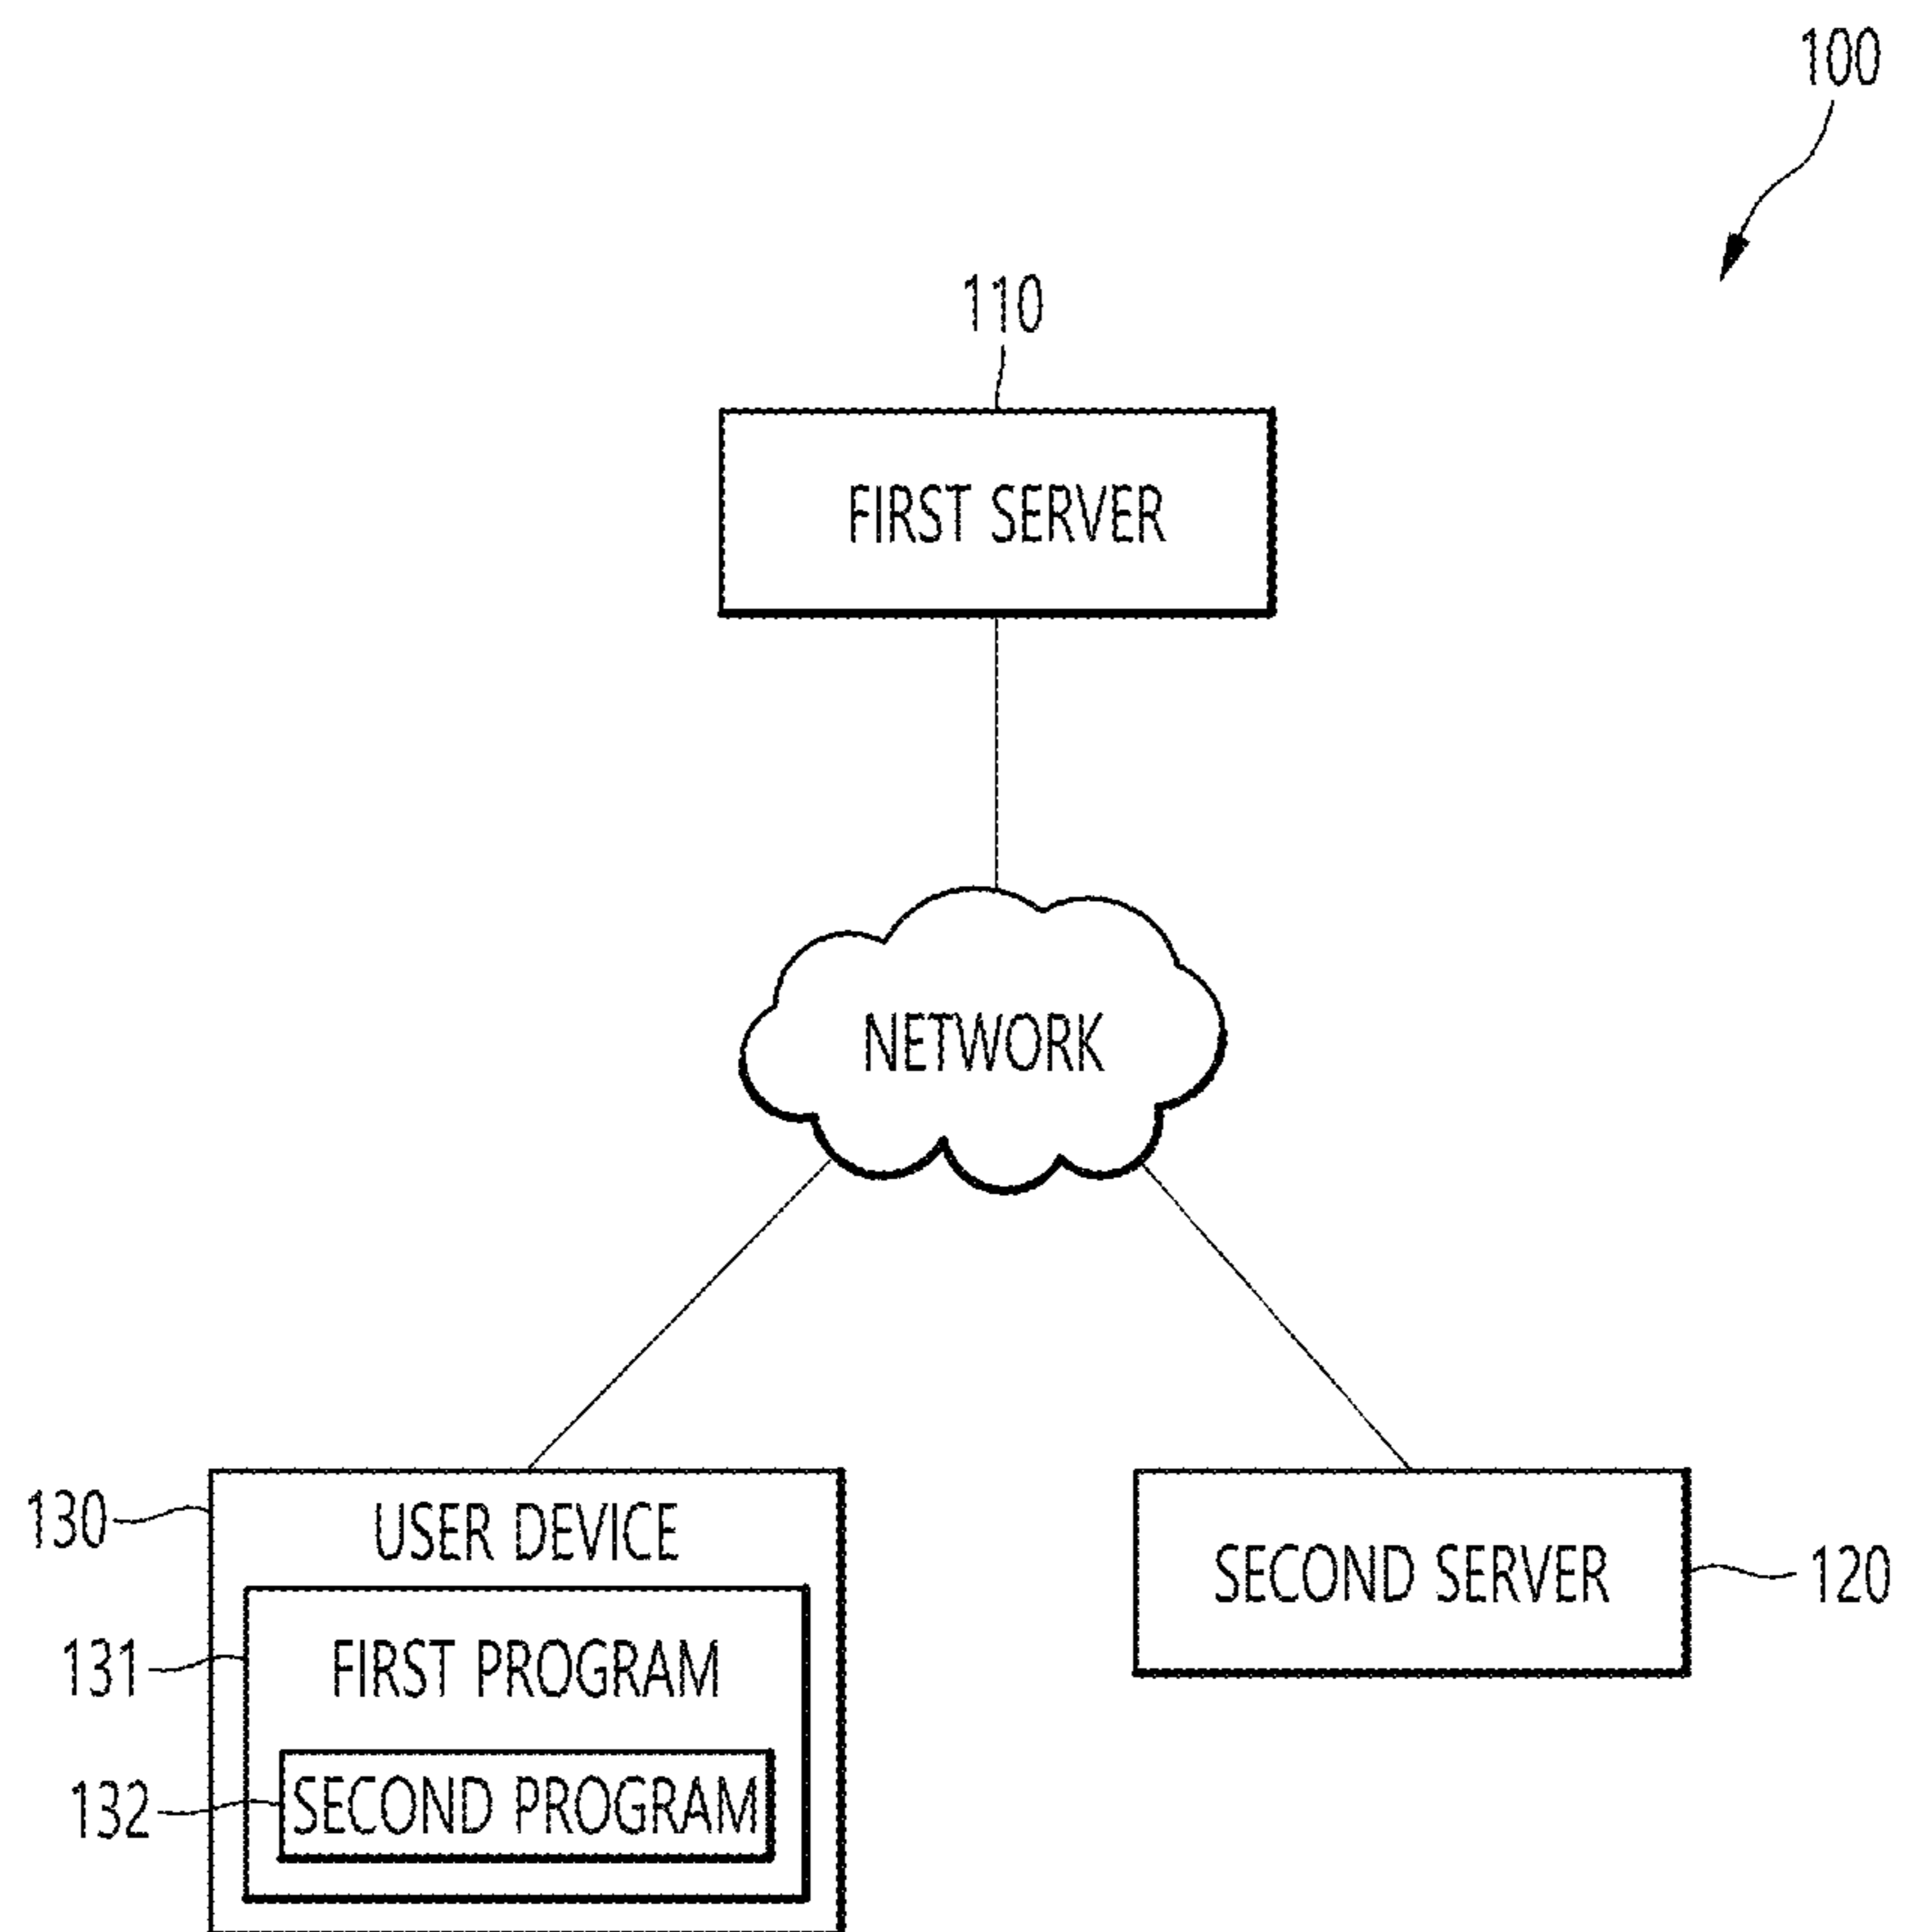 100
110
FIRST SERVER
NETWORK
130
USER DEVICE
SECOND SERVER
120
131
FIRST PROGRAM
132
SECOND PROGRAM